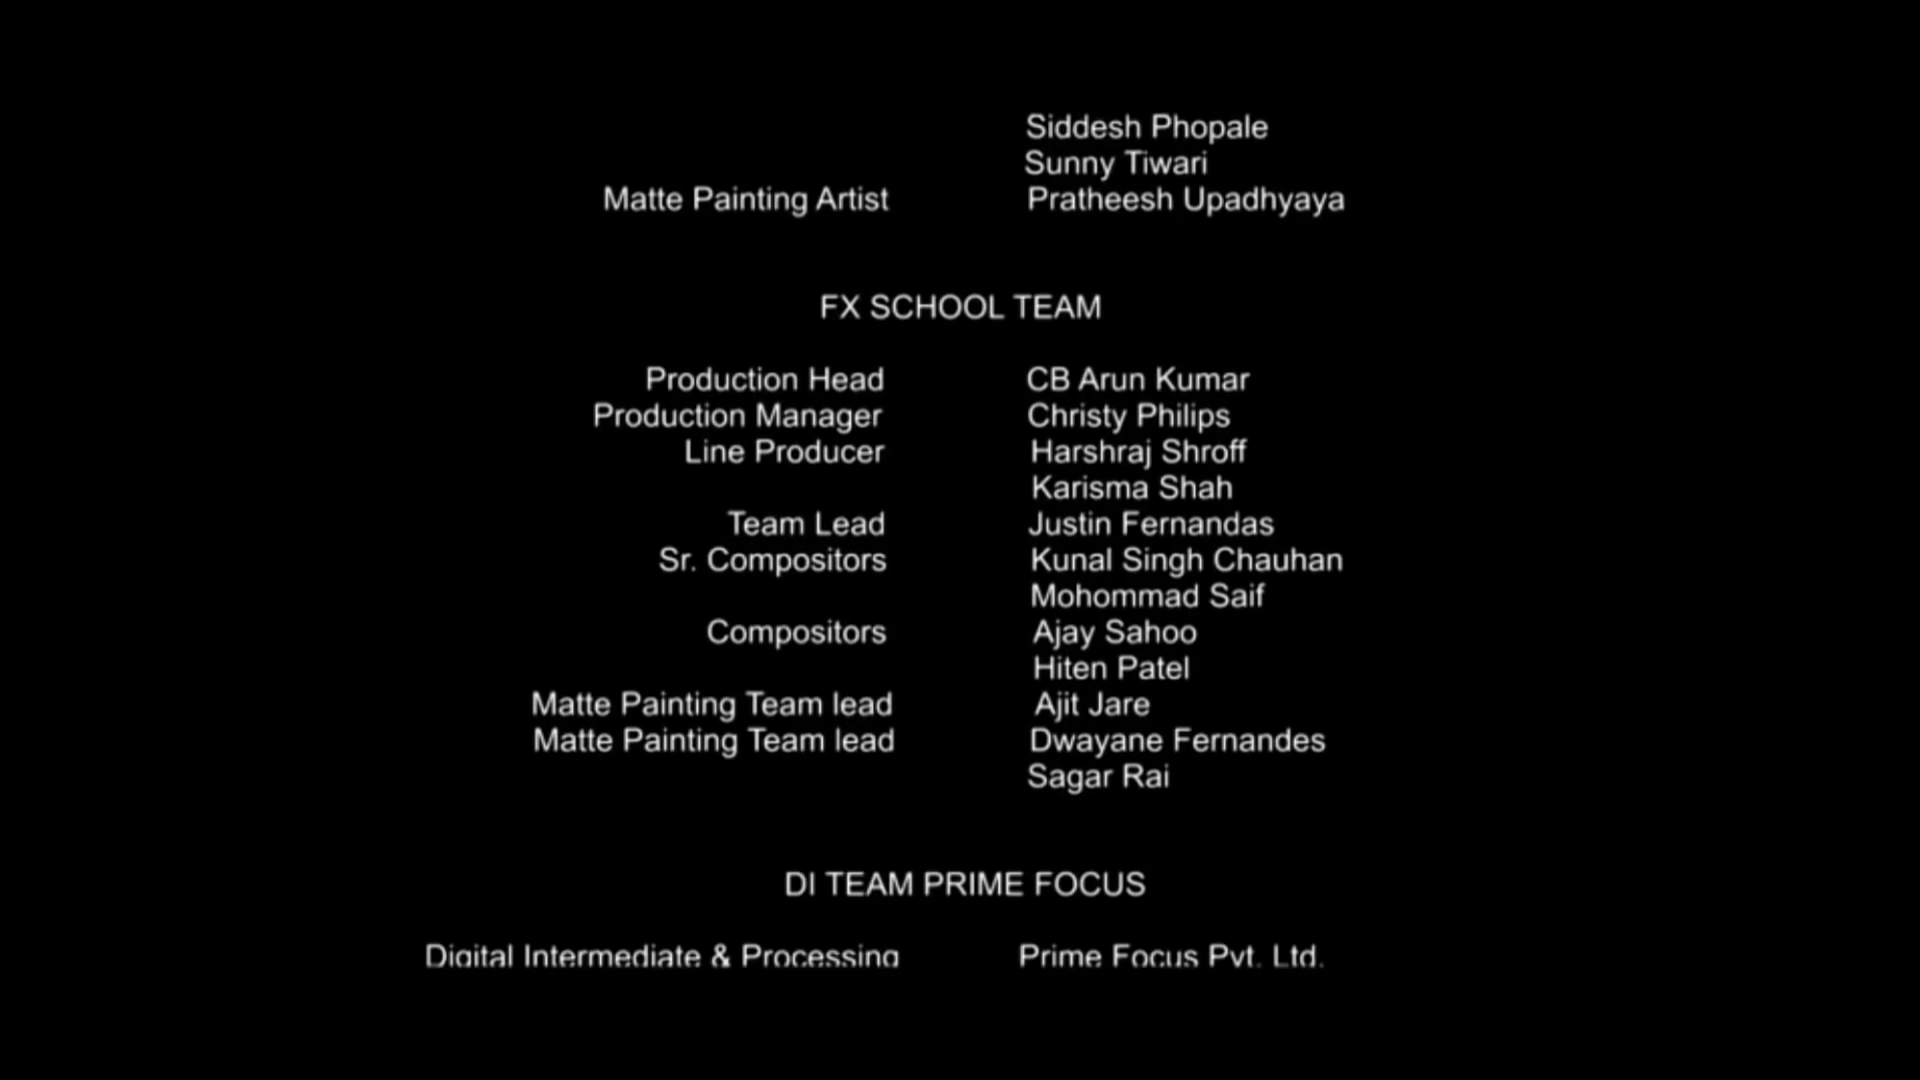 Siddesh Phopale
Sunny Tiwari
Matte Painting Artist Pratheesh Upadhyaya
FX SCHOOL TEAM
Production Head CB Arun Kumar
Production Manager Christy Philips
Line Producer Harshraj Shroff
Karisma Shah
Team Lead Justin Fernandas
Sr. Compositors Kunal Singh Chauhan
Mohommad Saif
Compositors Ajay Sahoo
Hiten Patel
Matte Painting Team lead Ajit Jare
Matte Painting Team lead Dwayane Fernandes
Sagar Rai
DI TEAM PRIME FOCUS
Digital Intermediate & Processing Prime Focus Pvt. Ltd.